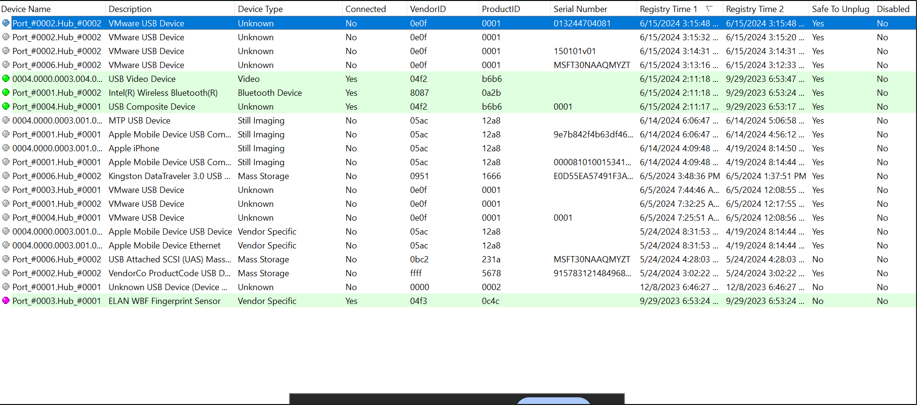 Device Name Description Device Type Connected VendorID ProductID Serial Number Registry Time 1 Registry Time 2 Safe To Unplug Disabled
Port_#0002.Hub_#0002 VMware USB Device Unknown No 0e0f 0001 013244704081 6/15/2024 3:15:48 ... 6/15/2024 3:15:48 ... Yes No
Port_#0002.Hub_#0002 VMware USB Device Unknown No 0e0f 0001 6/15/2024 3:15:32 ... 6/15/2024 3:15:20 ... Yes No
Port_#0002.Hub_#0002 VMware USB Device Unknown No 0e0f 0001 150101v01 6/15/2024 3:14:31 ... 6/15/2024 3:14:31 ... Yes No
Port_#0006.Hub_#0002 VMware USB Device Unknown No 0e0f 0001 MSFT30NAAQMYZT 6/15/2024 3:13:16 ... 6/15/2024 3:12:33 ... Yes No
0004.0000.0003.004.0... USB Video Device Video Yes 04f2 b6b6 6/15/2024 2:11:18 ... 9/29/2023 6:53:47 ... Yes No
Port_#0001.Hub_#0002 Intel(R) Wireless Bluetooth(R) Bluetooth Device Yes 8087 0a2b 6/15/2024 2:11:18 ... 9/29/2023 6:53:24 ... Yes No
Port_#0004.Hub_#0001 USB Composite Device Unknown Yes 04f2 b6b6 0001 6/15/2024 2:11:17 ... 9/29/2023 6:53:17 ... Yes No
0004.0000.0003.001.0... MTP USB Device Still Imaging No 05ac 12a8 6/14/2024 6:06:47 ... 6/14/2024 5:06:58 ... Yes No
Port_#0001.Hub_#0001 Apple Mobile Device USB Com... Still Imaging No 05ac 12a8 9e7b842f4b63df46... 6/14/2024 6:06:47 ... 6/14/2024 4:56:12 ... Yes No
0004.0000.0003.001.0... Apple iPhone Still Imaging No 05ac 12a8 6/14/2024 4:09:48 ... 4/19/2024 8:14:50 ... Yes No
Port_#0001.Hub_#0001 Apple Mobile Device USB Com... Still Imaging No 05ac 12a8 000081010015341... 6/14/2024 4:09:48 ... 4/19/2024 8:14:44 ... Yes No
Port_#0006.Hub_#0002 Kingston DataTraveler 3.0 USB ... Mass Storage No 0951 1666 E0D55EA57491F3A... 6/5/2024 3:48:36 PM 6/5/2024 1:37:51 PM Yes No
Port_#0003.Hub_#0001 VMware USB Device Unknown No 0e0f 0001 6/5/2024 7:44:46 A... 6/5/2024 12:08:55 ... Yes No
Port_#0001.Hub_#0002 VMware USB Device Unknown No 0e0f 0001 6/5/2024 7:32:25 A... 6/5/2024 12:17:55 ... Yes No
Port_#0004.Hub_#0001 VMware USB Device Unknown No 0e0f 0001 0001 6/5/2024 7:25:51 A... 6/5/2024 12:08:56 ... Yes No
0004.0000.0003.001.0... Apple Mobile Device USB Device Vendor Specific No 05ac 12a8 5/24/2024 8:31:53 ... 4/19/2024 8:14:44 ... Yes No
0004.0000.0003.001.0... Apple Mobile Device Ethernet Vendor Specific No 05ac 12a8 5/24/2024 8:31:53 ... 4/19/2024 8:14:44 ... Yes No
Port_#0006.Hub_#0002 USB Attached SCSI (UAS) Mass... Mass Storage No 0bc2 231a MSFT30NAAQMYZT 5/24/2024 4:28:03 ... 5/24/2024 4:28:03 ... No No
Port_#0002.Hub_#0002 VendorCo ProductCode USB D... Mass Storage No ffff 5678 915783121484968... 5/24/2024 3:02:22 ... 5/24/2024 3:02:22 ... Yes No
Port_#0001.Hub_#0001 Unknown USB Device (Device ... Unknown No 0000 0002 12/8/2023 6:46:27 ... 12/8/2023 6:46:27 ... No No
Port_#0003.Hub_#0001 ELAN WBF Fingerprint Sensor Vendor Specific Yes 04f3 0c4c 9/29/2023 6:53:24 ... 9/29/2023 6:53:24 ... No No